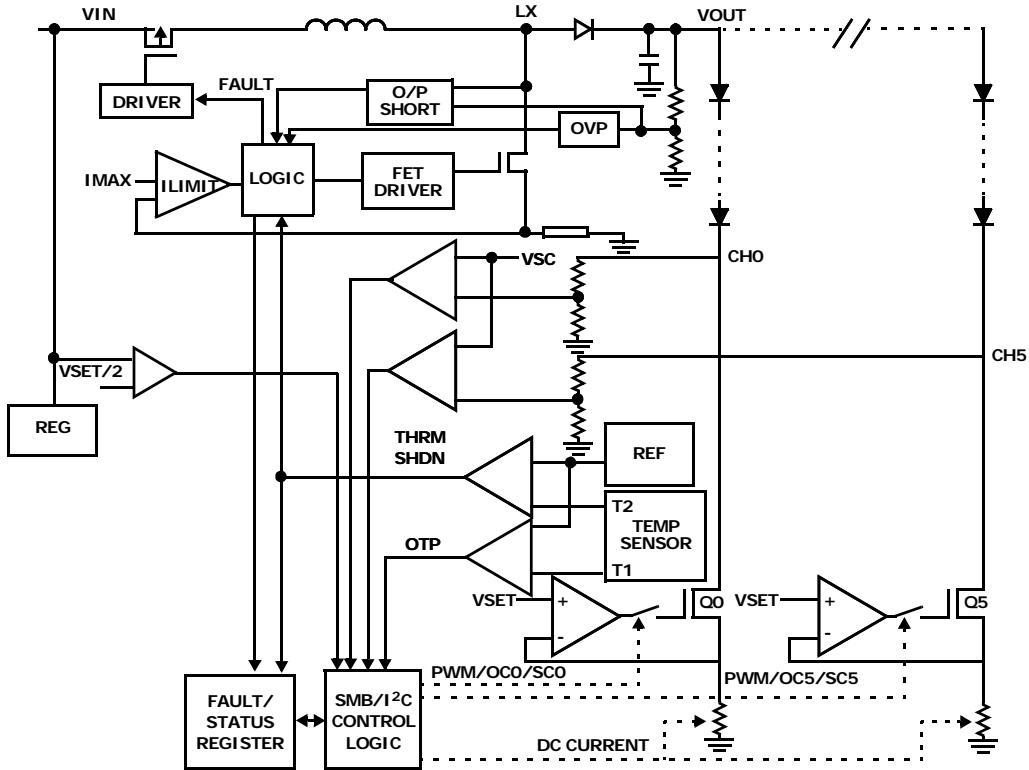 VIN
LX
VOUT
FAULT
DRIVER
O/P
SHORT
OVP
IMAX
ILIMIT
LOGIC
FET
DRIVER
VSC
CH0
CH5
VSET/2
REG
THRM
SHDN
REF
T2
TEMP
SENSOR
T1
OTP
VSET
+
-
Q0
VSET
+
-
Q5
PWM/OC0/SC0
PWM/OC5/SC5
FAULT/
STATUS
REGISTER
SMB/I²C
CONTROL
LOGIC
DC CURRENT